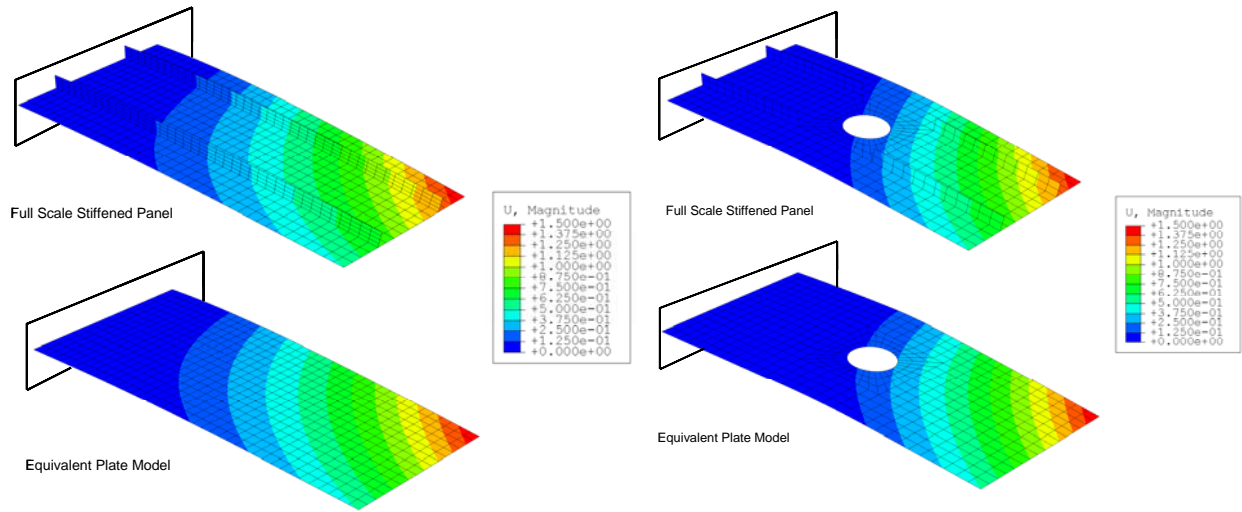 Full Scale Stiffened Panel
U, Magnitude
+1.500e+00
+1.375e+00
+1.250e+00
+1.125e+00
+1.000e+00
+8.750e-01
+7.500e-01
+6.250e-01
+5.000e-01
+3.750e-01
+2.500e-01
+1.250e-01
+0.000e+00
Equivalent Plate Model
Full Scale Stiffened Panel
U, Magnitude
+1.500e+00
+1.375e+00
+1.250e+00
+1.125e+00
+1.000e+00
+8.750e-01
+7.500e-01
+6.250e-01
+5.000e-01
+3.750e-01
+2.500e-01
+1.250e-01
+0.000e+00
Equivalent Plate Model